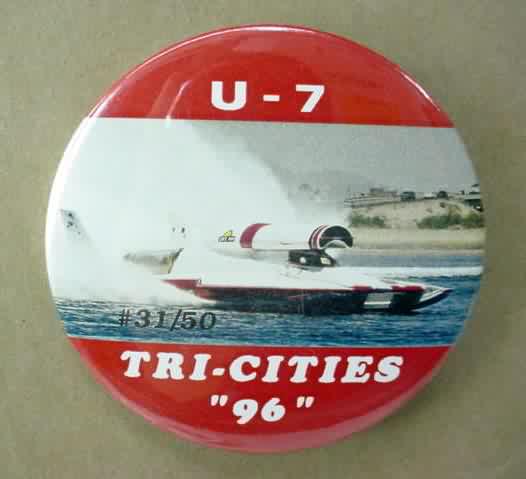 U - 7
#31/50
TRI-CITIES
"96"